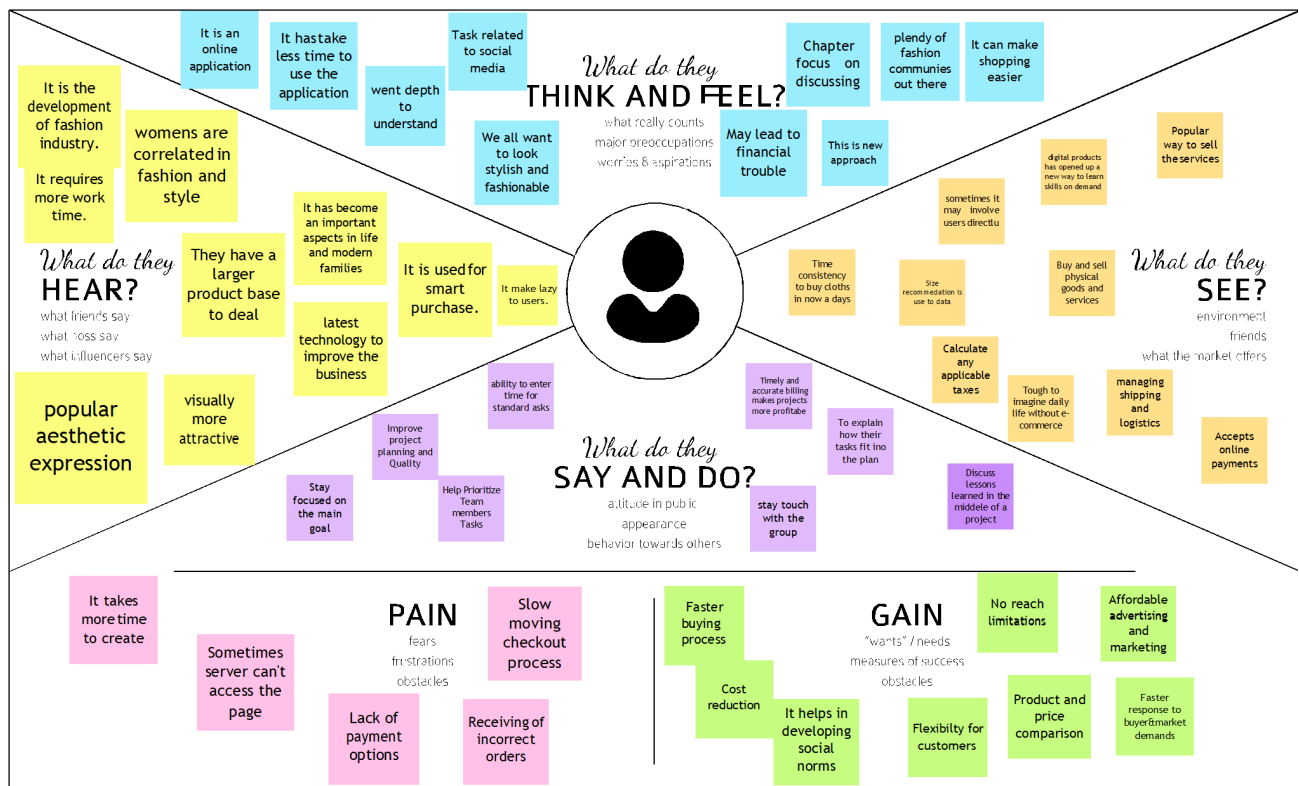 It is an
online
application
It hastake
less time to
use the
application
went depth
to
understand
Task related
to social
media
We all want
to look
stylish and
fashionable
What do they
THINK AND FEEL?
what really counts
major preoccupations
worries & aspirations
Chapter
focus on
discussing
plendy of
fashion
communies
out there
It can make
shopping
easier
May lead to
financial
trouble
This is new
approach
It is the
development
of fashion
industry.
womens are
correlated in
fashion and
style
It requires
more work
time.
What do they
HEAR?
what friends say
what boss say
what influencers say
They have a
larger
product base
to deal
It has become
an important
aspects in life
and modern
families
It is used for
smart
purchase.
It make lazy
to users.
latest
technology to
improve the
business
popular
aesthetic
expression
visually
more
attractive
Popular
way to sell
theservices
digital products
has opened up a
new way to learn
skills on demand
sometimes it
may involve
users directlu
Time
consistency
to buy cloths
in now a days
Size
recommedation is
use to data
Buy and sell
physical
goods and
services
What do they
SEE?
environment
friends
what the market offers
Calculate
any
applicable
taxes
Tough to
imagine daily
life without e-
commerce
managing
shipping and
logistics
Accepts
online
payments
ability to enter
time for
standard asks
Improve
project
planning and
Quality
Stay
focused on
the main
goal
Help Prioritize
Team
members
Tasks
What do they
SAY AND DO?
attitude in public
appearance
behavior towards others
Timely and
accurate billing
makes projects
more profitabe
To explain
how their
tasks fit ino
the plan
stay touch
with the
group
Discuss
lessons
learned in the
middele of a
project
It takes
more time
to create
Sometimes
server can't
access the
page
PAIN
fears
frustrations
obstacles
Slow
moving
checkout
process
Lack of
payment
options
Receiving of
incorrect
orders
Faster
buying
process
Cost
reduction
It helps in
developing
social
norms
GAIN
"wants" / needs
measures of success
obstacles
No reach
limitations
Affordable
advertising
and
marketing
Flexibilty for
customers
Product and
price
comparison
Faster
response to
buyer&market
demands